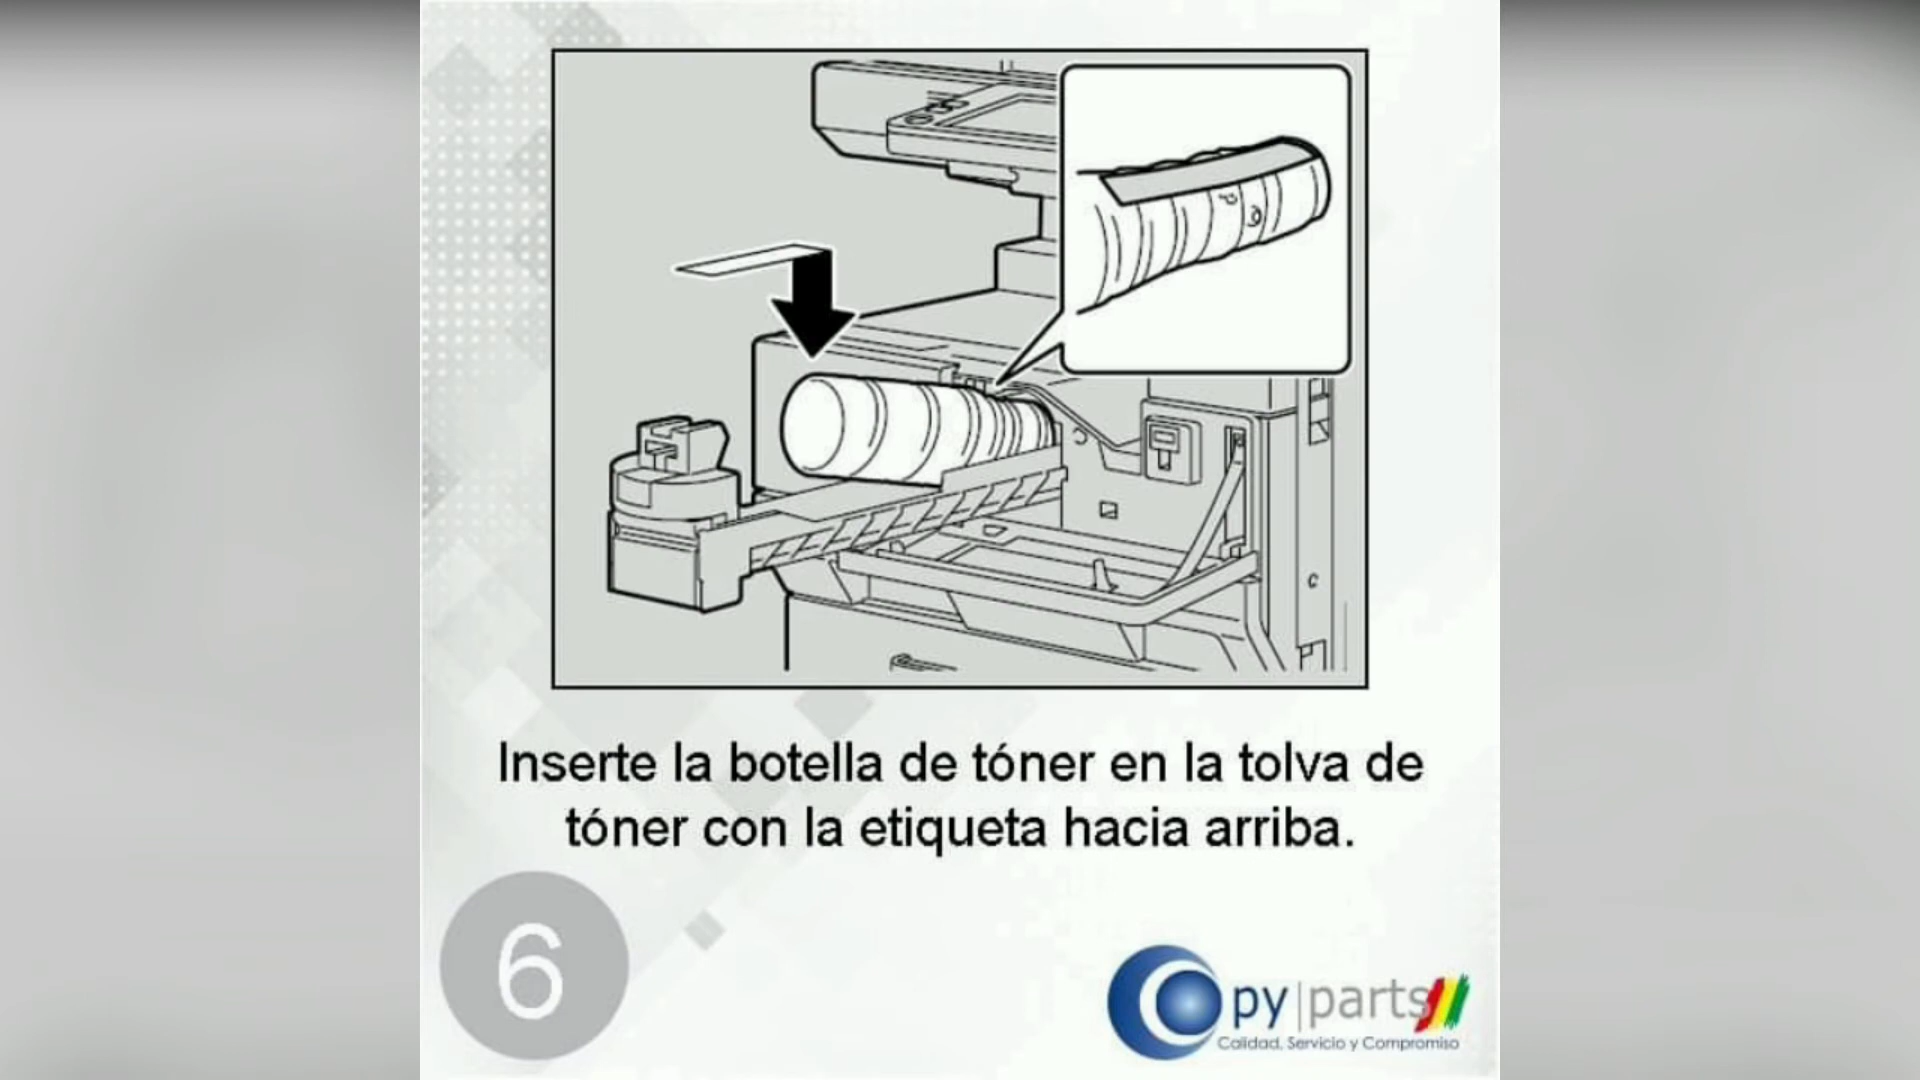 Inserte la botella de tóner en la tolva de
tóner con la etiqueta hacia arriba.
6
Copy|parts
Calidad, Servicio y Compromiso